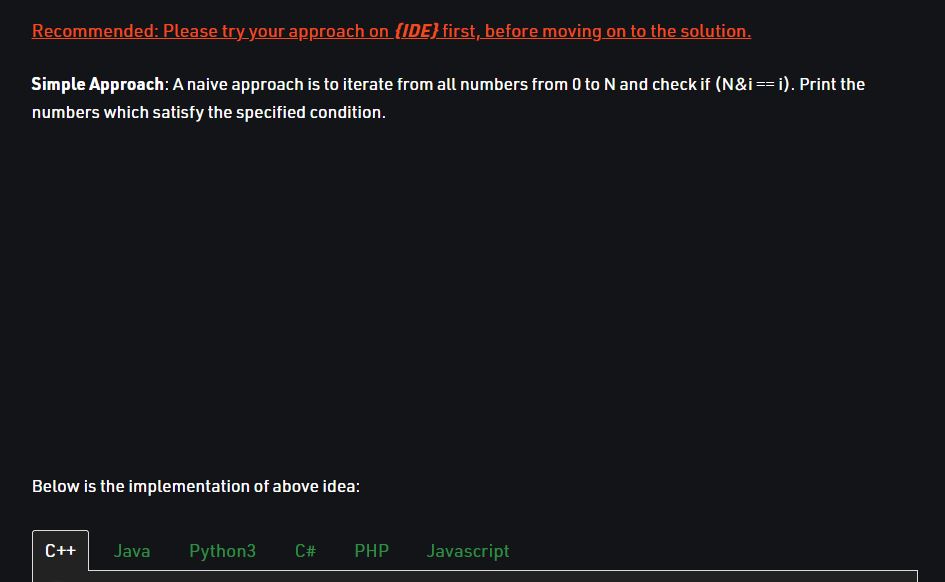 Recommended: Please try your approach on {IDE} first, before moving on to the solution.
Simple Approach: A naive approach is to iterate from all numbers from 0 to N and check if (N&i == i). Print the
numbers which satisfy the specified condition.
Below is the implementation of above idea:
C++ Java Python3 C# PHP Javascript